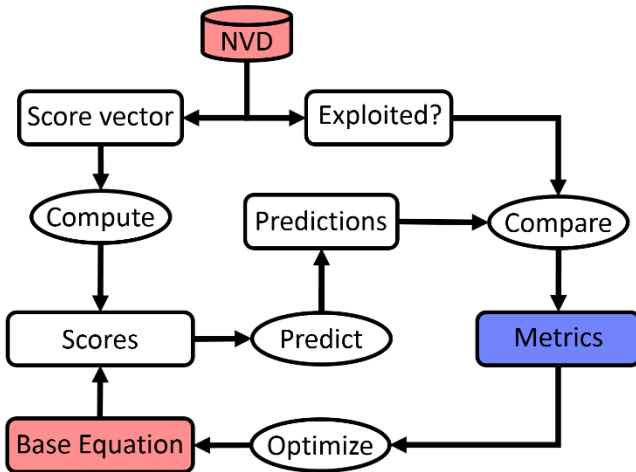 NVD
Score vector
Exploited?
Compute
Predictions
Compare
Scores
Predict
Metrics
Base Equation
Optimize